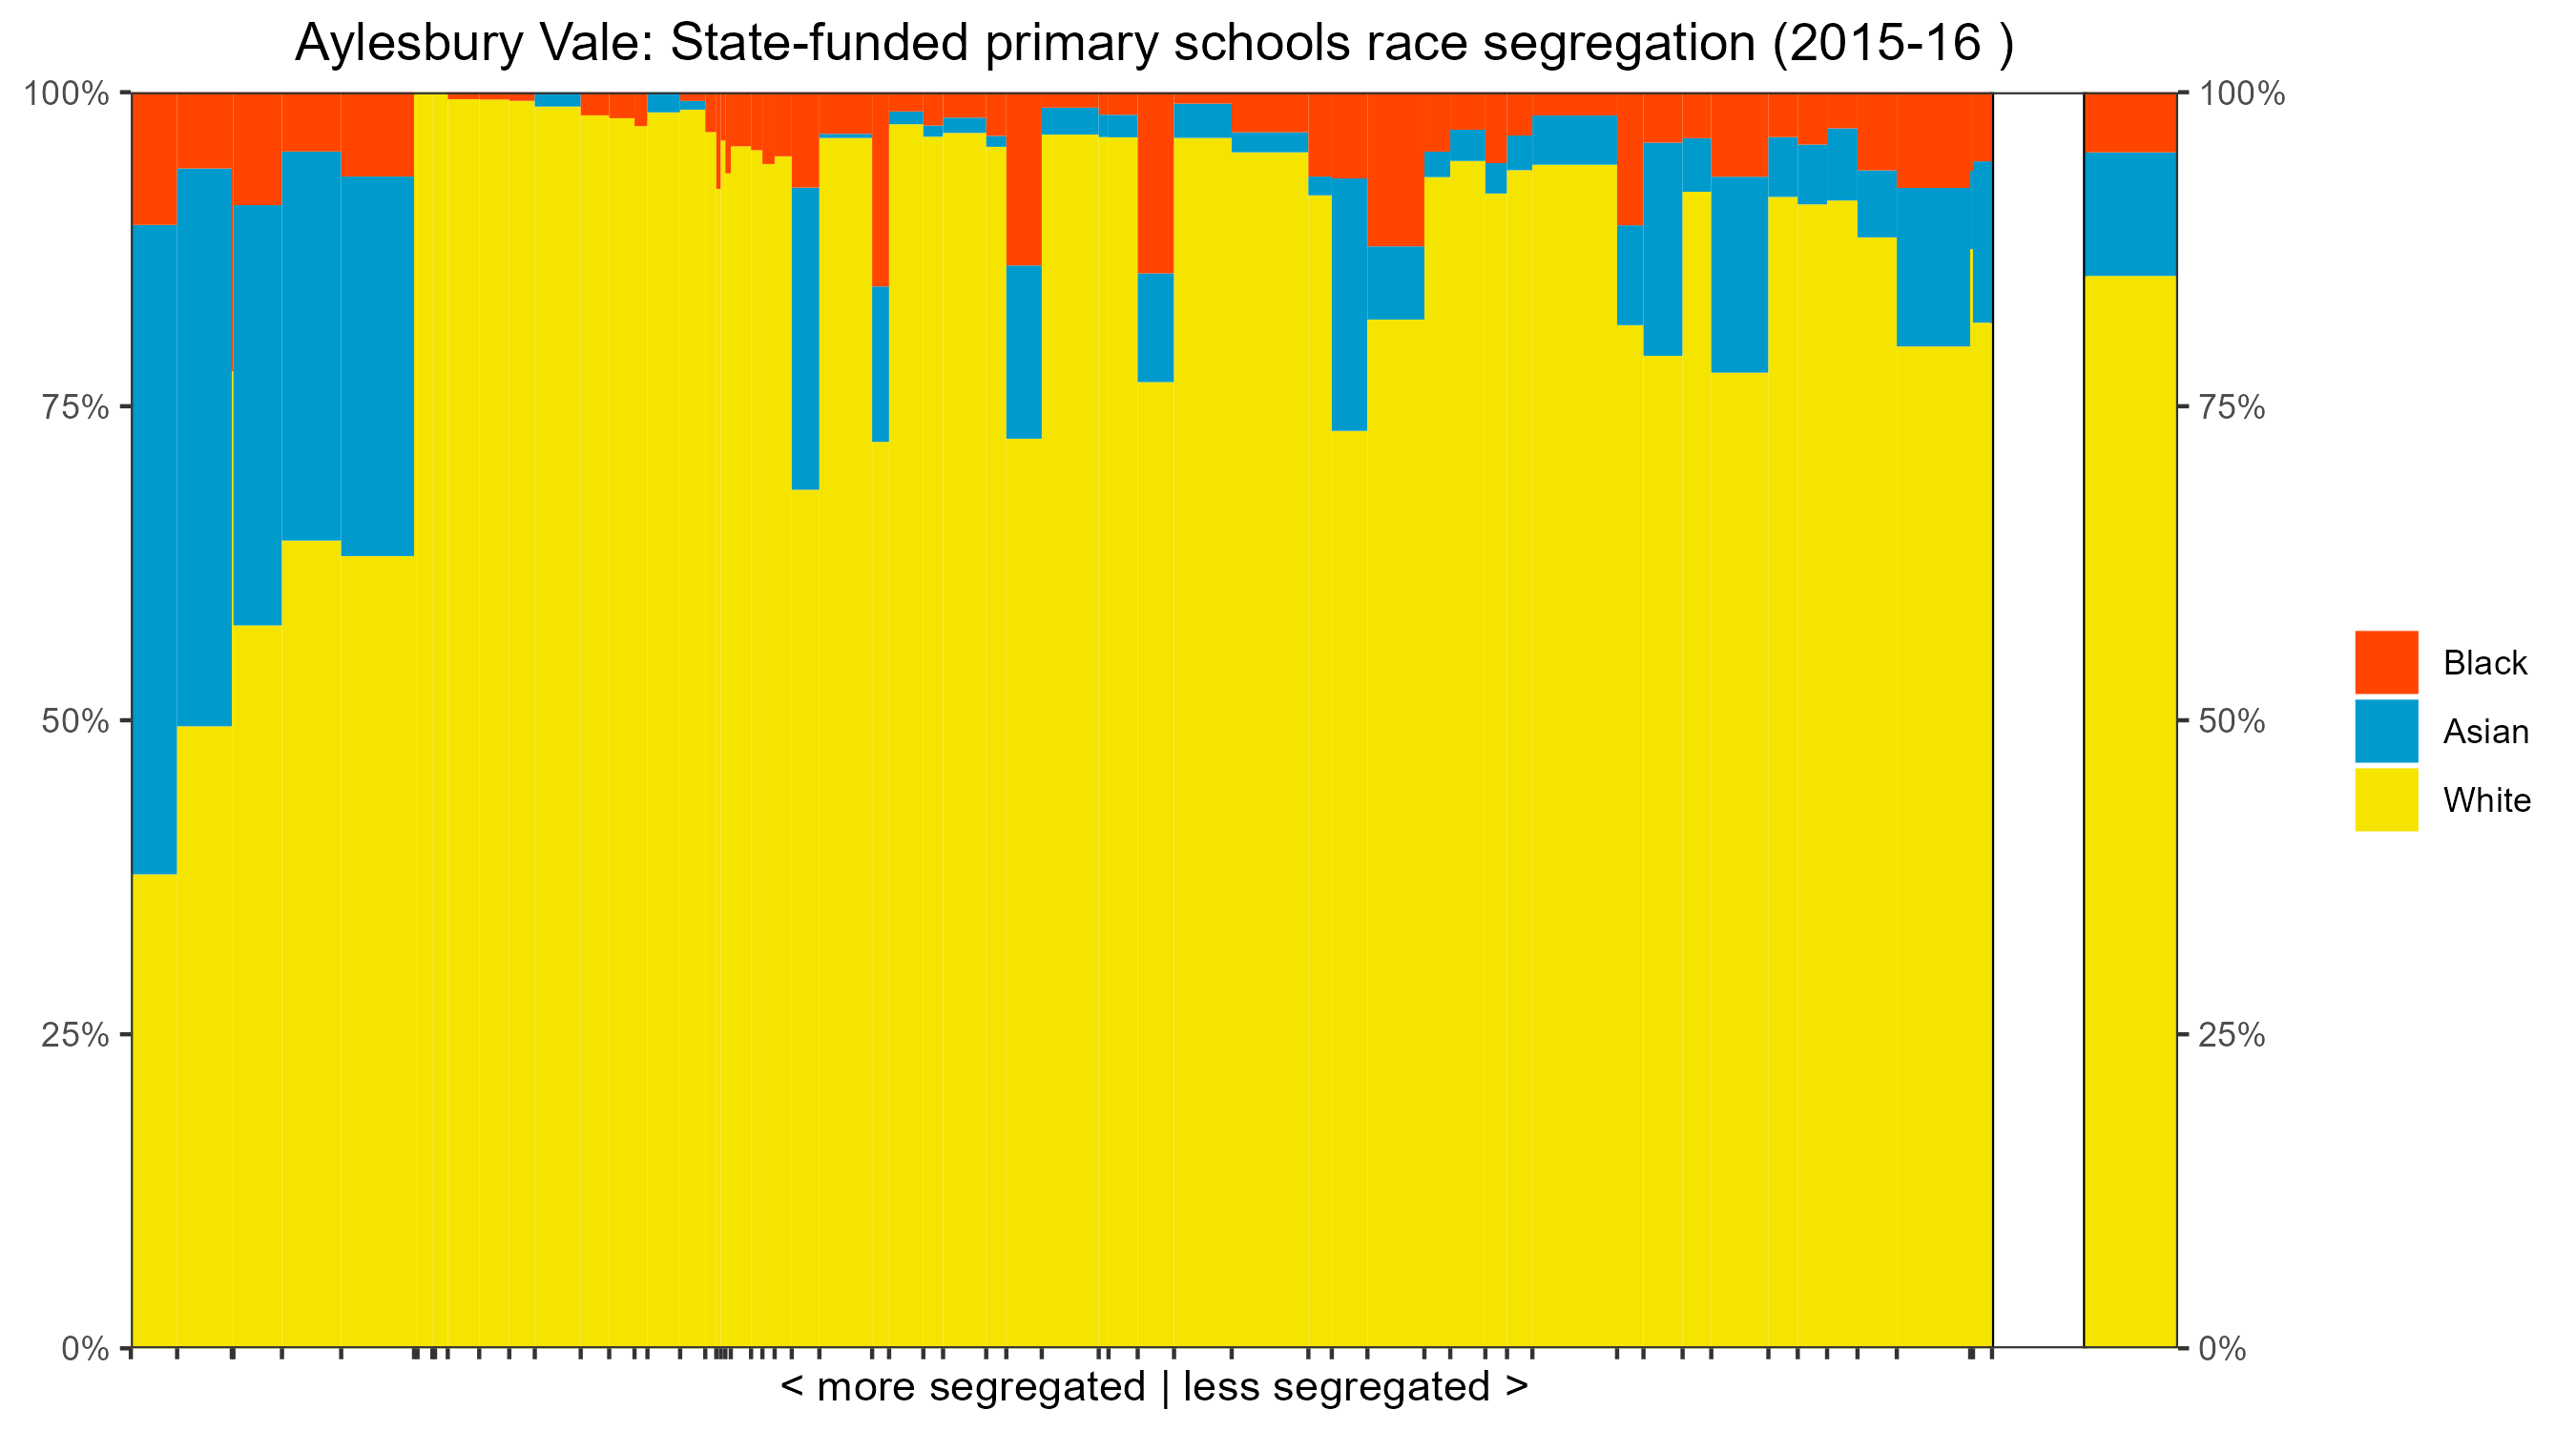 Aylesbury Vale: State-funded primary schools race segregation (2015-16 )
100%
75%
50%
25%
0%
100%
75%
50%
25%
0%
Black
Asian
White
< more segregated | less segregated >